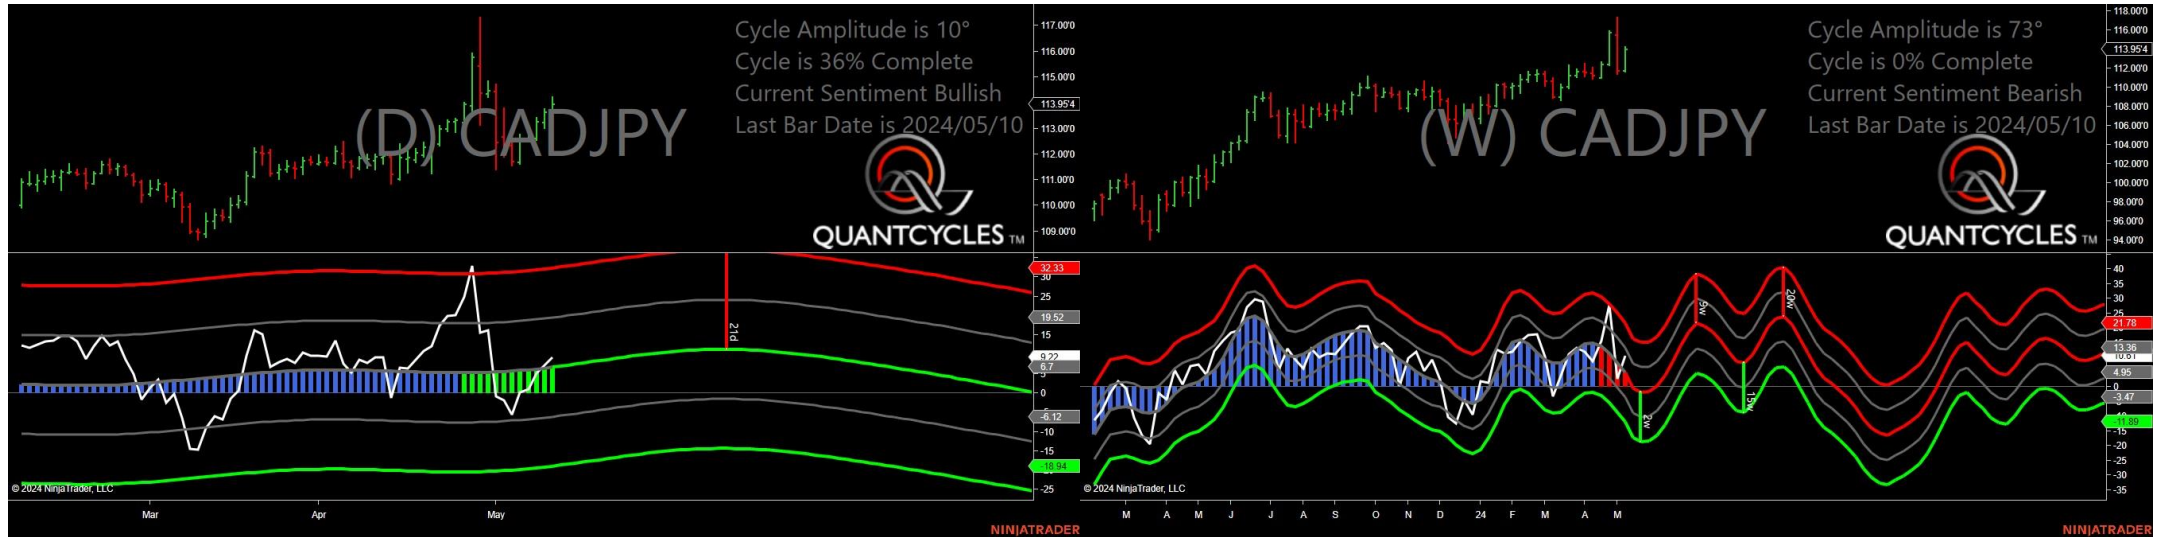 Cycle Amplitude is 10°
Cycle is 36% Complete
Current Sentiment Bullish
Last Bar Date is 2024/05/10
(D) CADJPY
QUANTCYCLES TM
117.00'0
116.00'0
115.00'0
113.95'4
113.00'0
112.00'0
111.00'0
110.00'0
109.00'0
32.33
30
25
19.52
15
9.22
6.7
5
0
-6.12
-10
-15
-18.94
-25
21d
© 2024 NinjaTrader, LLC
Mar Apr May
NINJATRADER
Cycle Amplitude is 73°
Cycle is 0% Complete
Current Sentiment Bearish
Last Bar Date is 2024/05/10
(W) CADJPY
QUANTCYCLES TM
118.00'0
116.00'0
113.95'4
112.00'0
110.00'0
108.00'0
106.00'0
104.00'0
102.00'0
100.00'0
98.00'0
96.00'0
94.00'0
40
35
30
25
21.78
13.36
10.61
4.95
0
-3.47
-11.89
-15
-20
-25
-30
-35
20w
15w
2w
© 2024 NinjaTrader, LLC
M A M J J A S O N D 24 F M A M
NINJATRADER